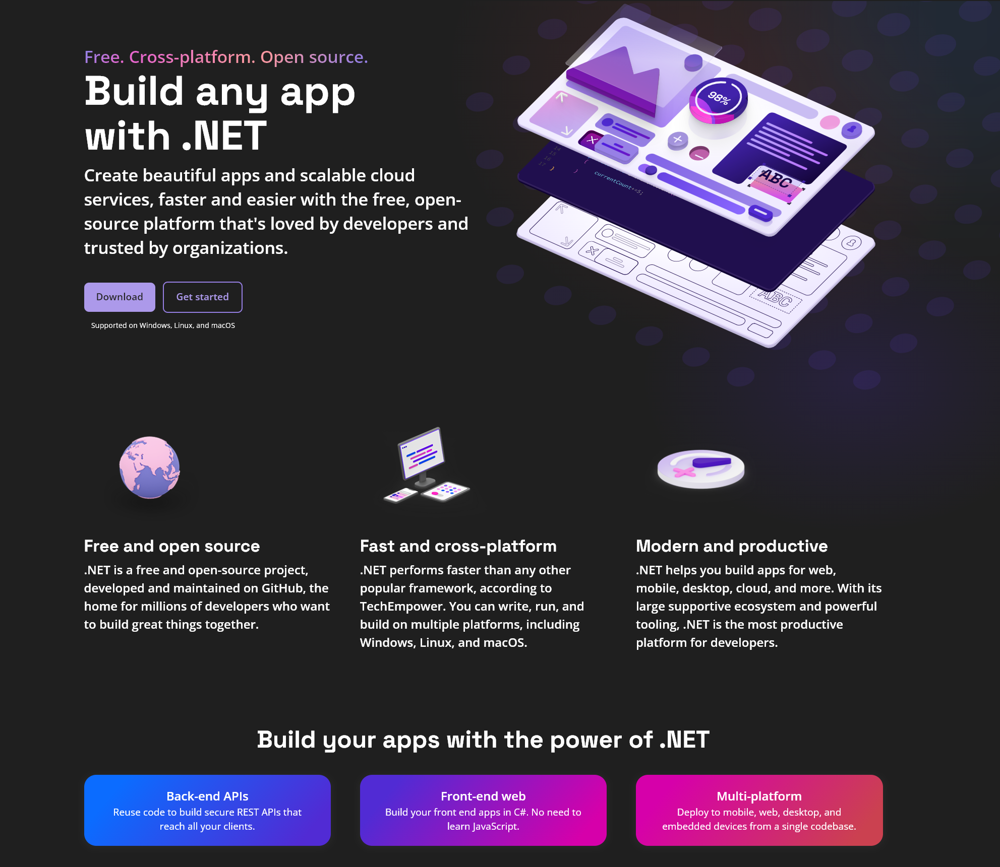 Free. Cross-platform. Open source.
Build any app
with .NET
Create beautiful apps and scalable cloud
services, faster and easier with the free, open-
source platform that's loved by developers and
trusted by organizations.
Download
Get started
Supported on Windows, Linux, and macOS
98%
ABC
14
15
16
17
{
}
}
currentCount+=5;
ABC
Free and open source
.NET is a free and open-source project,
developed and maintained on GitHub, the
home for millions of developers who want
to build great things together.
Fast and cross-platform
.NET performs faster than any other
popular framework, according to
TechEmpower. You can write, run, and
build on multiple platforms, including
Windows, Linux, and macOS.
Modern and productive
.NET helps you build apps for web,
mobile, desktop, cloud, and more. With its
large supportive ecosystem and powerful
tooling, .NET is the most productive
platform for developers.
Build your apps with the power of .NET
Back-end APIs
Reuse code to build secure REST APIs that
reach all your clients.
Front-end web
Build your front end apps in C#. No need to
learn JavaScript.
Multi-platform
Deploy to mobile, web, desktop, and
embedded devices from a single codebase.